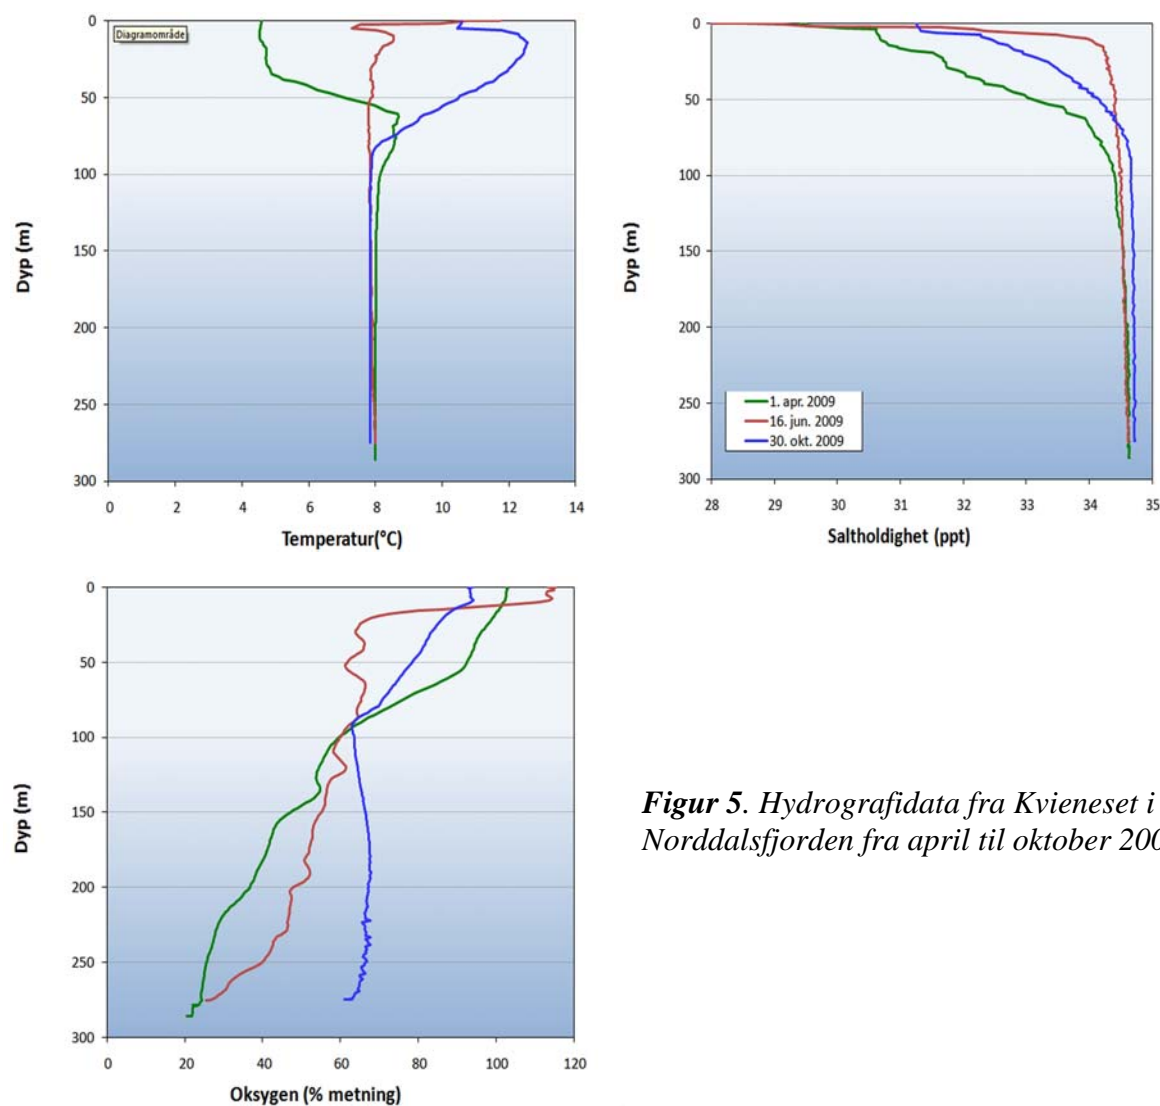 Diagramområde
0
50
100
150
200
250
300
Dyp (m)
0 2 4 6 8 10 12 14
Temperatur(°C)
0
50
100
150
200
250
300
Dyp (m)
1. apr. 2009
16. jun. 2009
30. okt. 2009
28 29 30 31 32 33 34 35
Saltholdighet (ppt)
0
50
100
150
200
250
300
Dyp (m)
0 20 40 60 80 100 120
Oksygen (% metning)
Figur 5. Hydrografidata fra Kvieneset i
Norddalsfjorden fra april til oktober 200